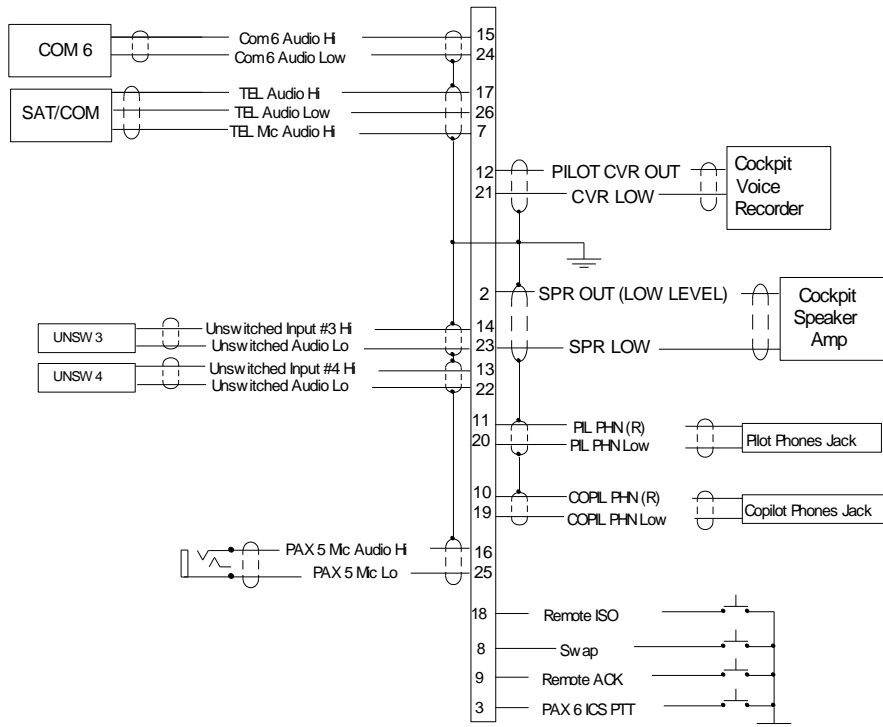 COM 6
Com 6 Audio Hi
15
Com 6 Audio Low
24
SAT/COM
TEL Audio Hi
17
TEL Audio Low
26
TEL Mic Audio Hi
7
12
PILOT CVR OUT
21
CVR LOW
Cockpit
Voice
Recorder
2
SPR OUT (LOW LEVEL)
Cockpit
Speaker
Amp
UNSW 3
Unswitched Input #3 Hi
14
Unswitched Audio Lo
23
SPR LOW
UNSW 4
Unswitched Input #4 Hi
13
Unswitched Audio Lo
22
11
PIL PHN (R)
20
PIL PHN Low
Pilot Phones Jack
10
COPIL PHN (R)
19
COPIL PHN Low
Copilot Phones Jack
PAX 5 Mic Audio Hi
16
PAX 5 Mic Lo
25
18
Remote ISO
8
Swap
9
Remote ACK
3
PAX 6 ICS PTT